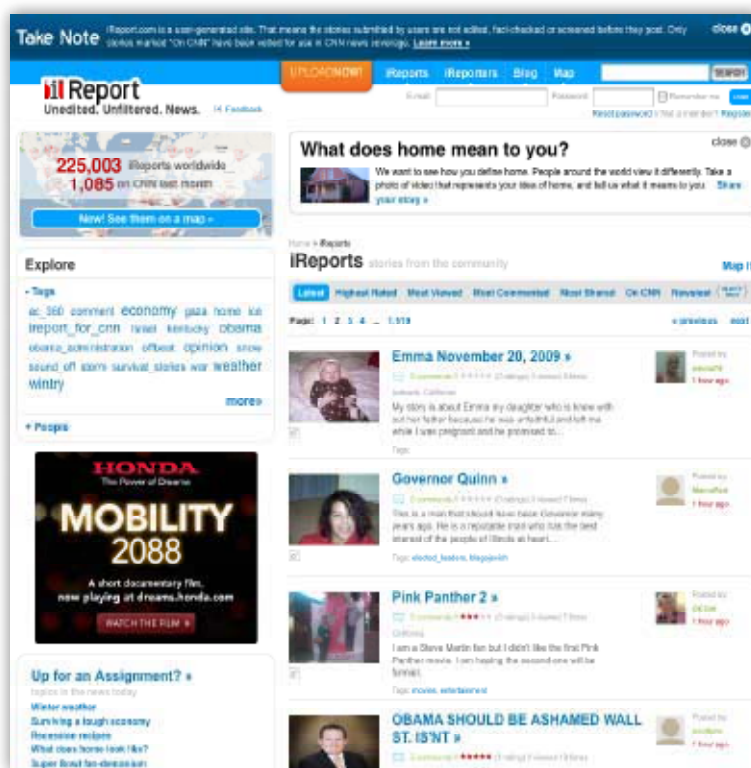 Take Note
iReport.com is a user-generated site. That means the stories submitted by users are not edited, fact-checked or screened before they post. Only
stories marked "On CNN" have been vetted for use in CNN news coverage. Learn more »
close
UPLOAD NOW!
iReports
iReporters
Blog
Map
SEARCH
iReport
Unedited. Unfiltered. News.
Feedback
E-mail
Password
Remember me
Reset password
Not a member? Register
225,003 iReports worldwide
1,085 on CNN last month
New! See them on a map »
What does home mean to you?
close
We want to see how you define home. People around the world view it differently. Take a
photo of video that represents your idea of home, and tell us what it means to you. Share
your story »
Home > iReports
iReports stories from the community
Map it
Latest
Highest Rated
Most Viewed
Most Commented
Most Shared
On CNN
Newsiest
Page: 1 2 3 4 ... 1,519
« previous
next
Explore
- Tags
ac_360 comment economy gaza home ice
ireport_for_cnn israel kentucky obama
obama_administration offbeat opinion snow
sound_off storm survival_stories war weather
wintry
more»
+ People
HONDA
The Power of Dreams
MOBILITY
2088
A short documentary film,
now playing at dreams.honda.com
WATCH THE FILM
Up for an Assignment? »
topics in the news today
Winter weather
Surviving a tough economy
Recession recipes
What does home look like?
Super Bowl fan-demonium
Emma November 20, 2009 »
My story is about Emma my daughter who is knew with
out her father because he was unfaithful and left me
while I was pregnant and he promised to...
Tags:
Posted by
1 hour ago
Governor Quinn »
This is a man that should have been Governor many
years ago. He is a reputable man who has the best
interest of the people of Illinois at heart....
Tags: elected_leaders, blagojevich
Posted by
1 hour ago
Pink Panther 2 »
California
I am a Steve Martin fan but I didn't like the first Pink
Panther movie. I am hoping the second one will be
funnier.
Tags: movies, entertainment
Posted by
1 hour ago
OBAMA SHOULD BE ASHAMED WALL
ST. IS'NT »
Posted by
1 hour ago